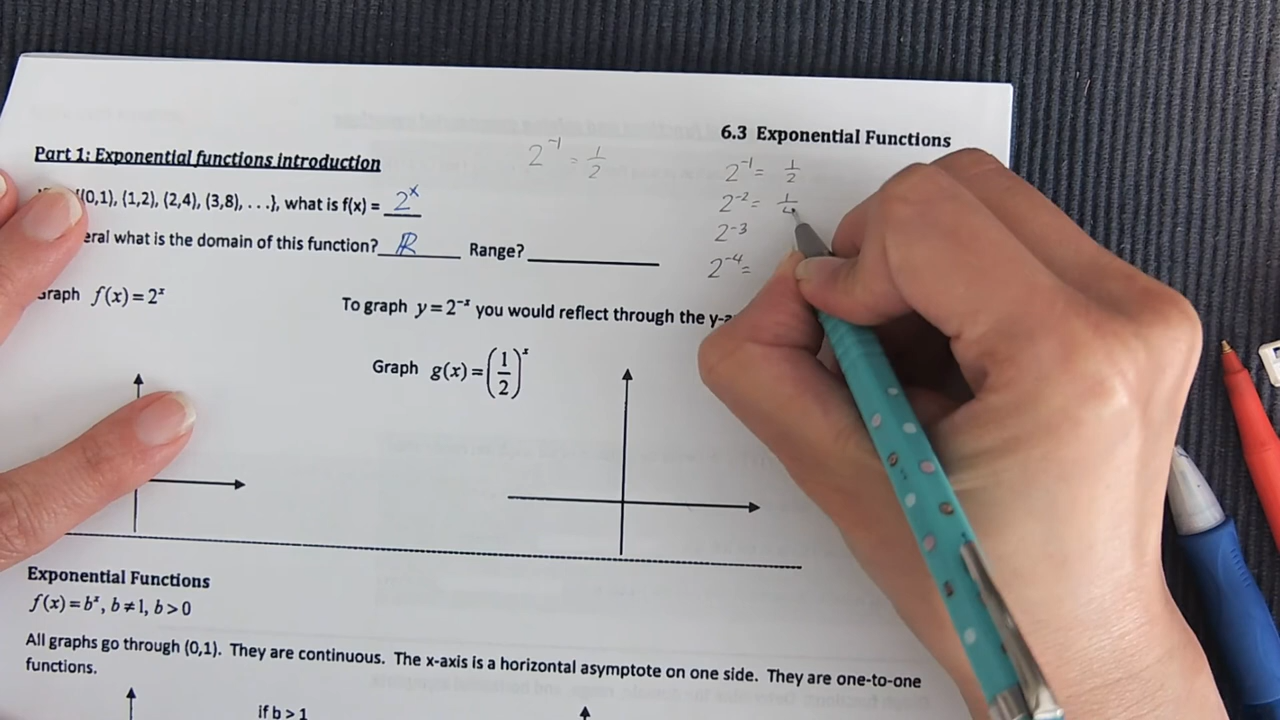 6.3 Exponential Functions
Part 1: Exponential functions introduction
2⁻¹ = 1/2
2⁻¹ = 1/2
2⁻² = 1/4
2⁻³
2⁻⁴ =
(0,1), (1,2), (2,4), (3,8), . . .}, what is f(x) = 2ˣ
what is the domain of this function? ℝ Range?
Graph f(x) = 2ˣ
To graph y = 2⁻ˣ you would reflect through the
Graph g(x) = (1/2)ˣ
Exponential Functions
f(x) = bˣ, b ≠ 1, b > 0
All graphs go through (0,1). They are continuous. The x-axis is a horizontal asymptote on one side. They are one-to-one
functions.
if b > 1